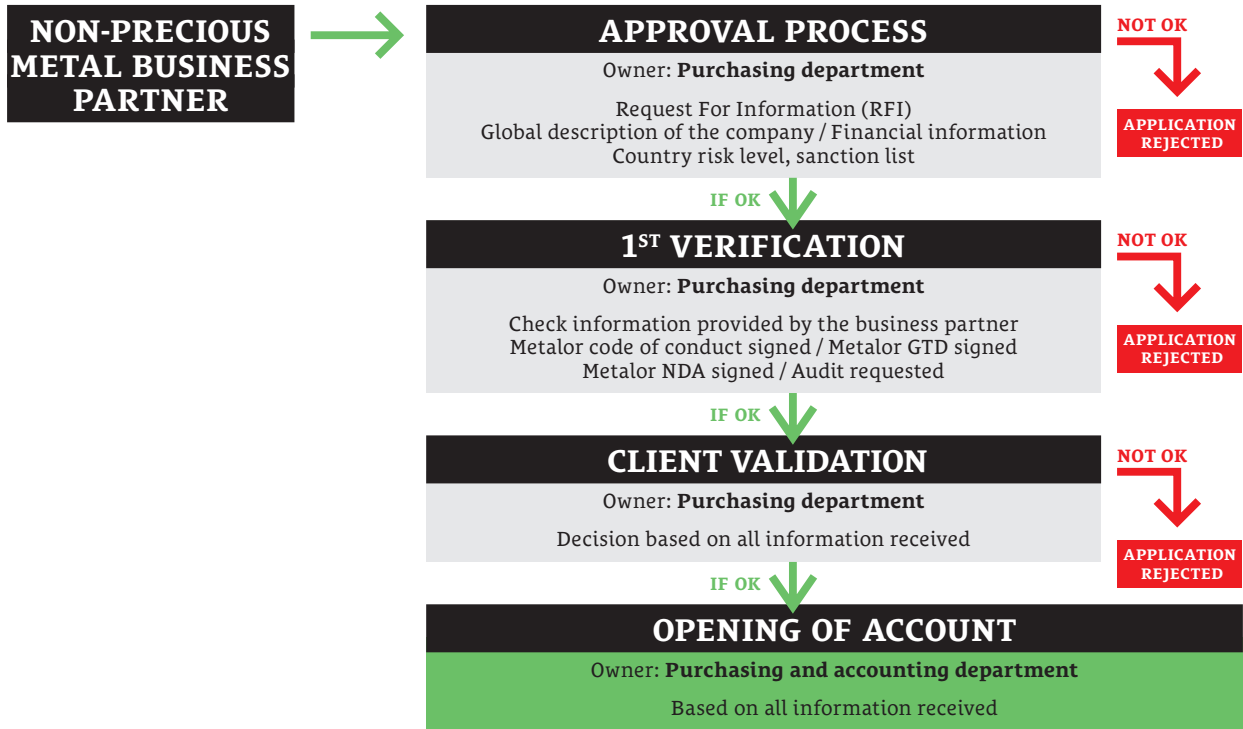 NON-PRECIOUS
METAL BUSINESS
PARTNER
APPROVAL PROCESS
Owner: Purchasing department
Request For Information (RFI)
Global description of the company / Financial information
Country risk level, sanction list
NOT OK
APPLICATION
REJECTED
IF OK
1ST VERIFICATION
Owner: Purchasing department
Check information provided by the business partner
Metalor code of conduct signed / Metalor GTD signed
Metalor NDA signed / Audit requested
NOT OK
APPLICATION
REJECTED
IF OK
CLIENT VALIDATION
Owner: Purchasing department
Decision based on all information received
NOT OK
APPLICATION
REJECTED
IF OK
OPENING OF ACCOUNT
Owner: Purchasing and accounting department
Based on all information received